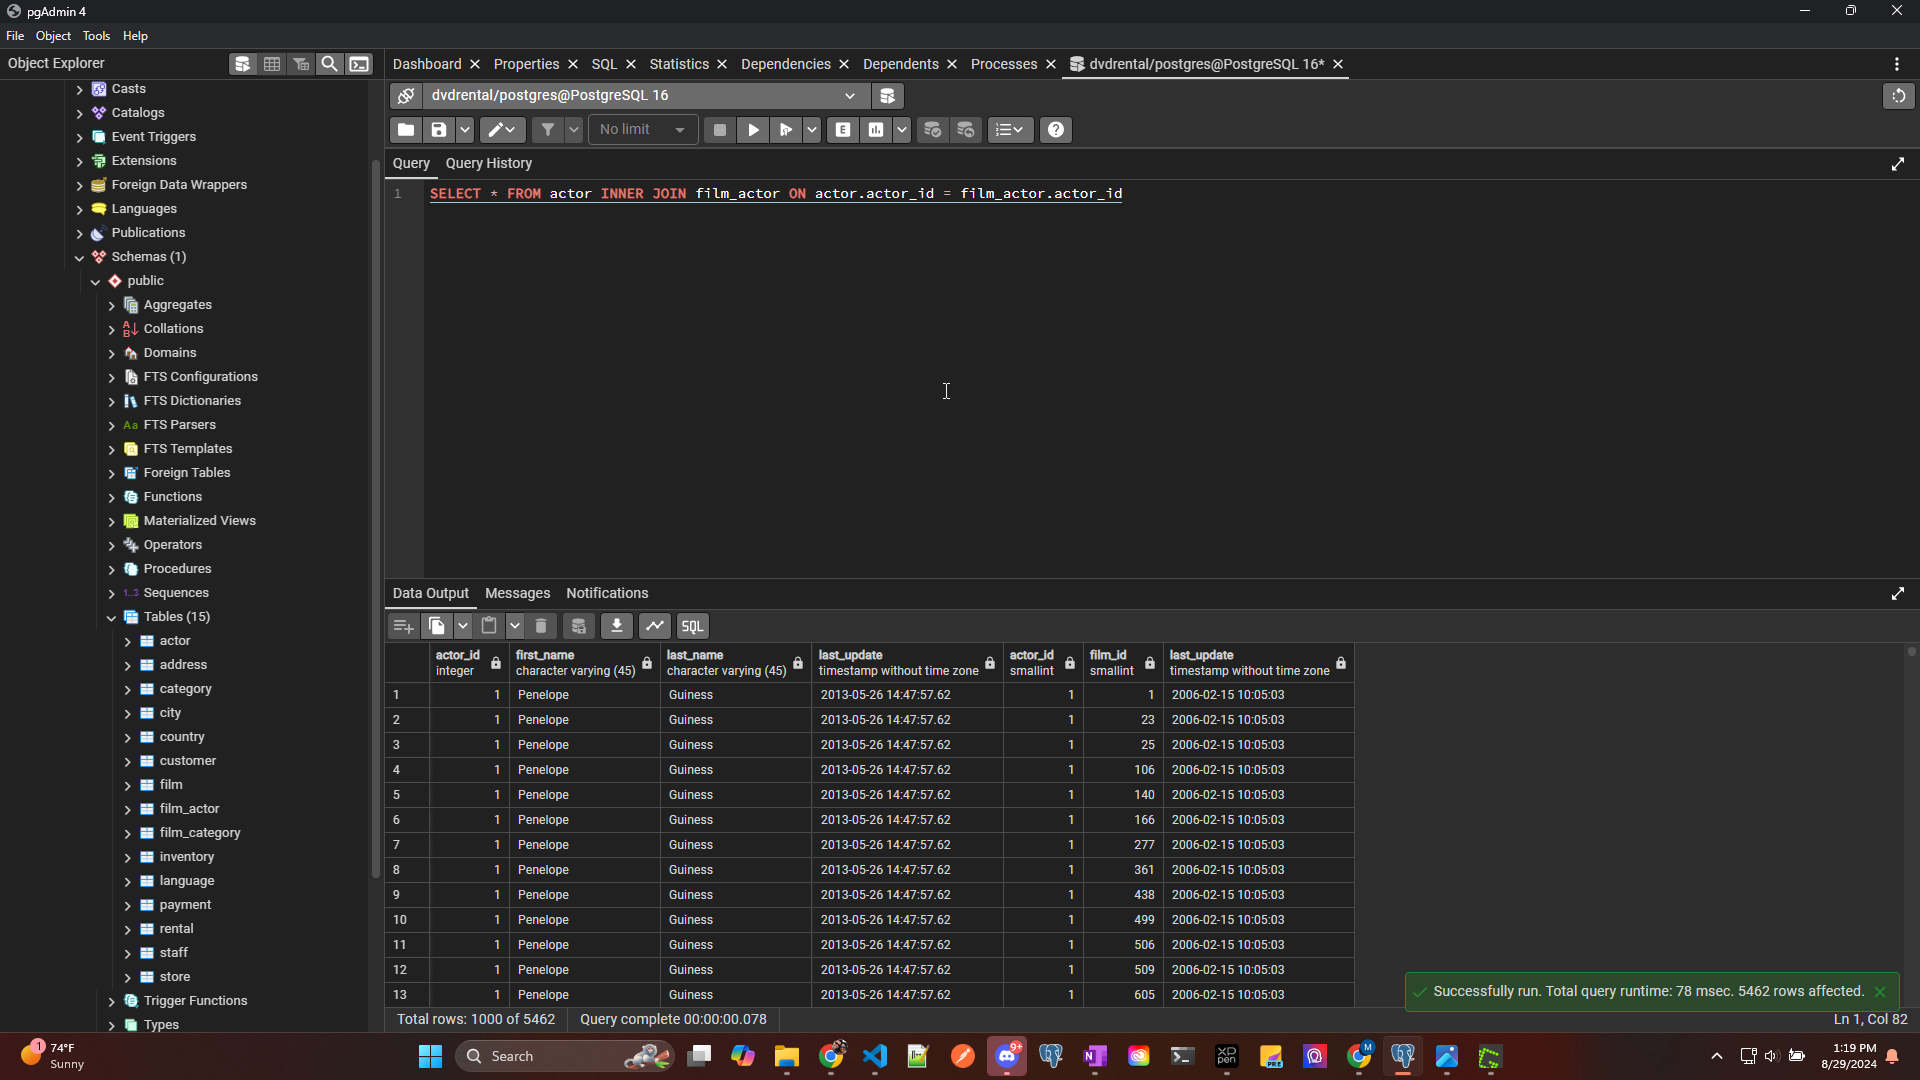 pgAdmin 4
File Object Tools Help
Object Explorer
Dashboard Properties SQL Statistics Dependencies Dependents Processes dvdrental/postgres@PostgreSQL 16*
Casts
Catalogs
Event Triggers
Extensions
Foreign Data Wrappers
Languages
Publications
Schemas (1)
public
Aggregates
Collations
Domains
FTS Configurations
FTS Dictionaries
Aa FTS Parsers
FTS Templates
Foreign Tables
Functions
Materialized Views
Operators
Procedures
1..3 Sequences
Tables (15)
actor
address
category
city
country
customer
film
film_actor
film_category
inventory
language
payment
rental
staff
store
Trigger Functions
Types
dvdrental/postgres@PostgreSQL 16
No limit
E
Query Query History
1 SELECT * FROM actor INNER JOIN film_actor ON actor.actor_id = film_actor.actor_id
Data Output Messages Notifications
SQL
actor_id first_name last_name last_update actor_id film_id last_update
integer character varying (45) character varying (45) timestamp without time zone smallint smallint timestamp without time zone
1 1 Penelope Guiness 2013-05-26 14:47:57.62 1 1 2006-02-15 10:05:03
2 1 Penelope Guiness 2013-05-26 14:47:57.62 1 23 2006-02-15 10:05:03
3 1 Penelope Guiness 2013-05-26 14:47:57.62 1 25 2006-02-15 10:05:03
4 1 Penelope Guiness 2013-05-26 14:47:57.62 1 106 2006-02-15 10:05:03
5 1 Penelope Guiness 2013-05-26 14:47:57.62 1 140 2006-02-15 10:05:03
6 1 Penelope Guiness 2013-05-26 14:47:57.62 1 166 2006-02-15 10:05:03
7 1 Penelope Guiness 2013-05-26 14:47:57.62 1 277 2006-02-15 10:05:03
8 1 Penelope Guiness 2013-05-26 14:47:57.62 1 361 2006-02-15 10:05:03
9 1 Penelope Guiness 2013-05-26 14:47:57.62 1 438 2006-02-15 10:05:03
10 1 Penelope Guiness 2013-05-26 14:47:57.62 1 499 2006-02-15 10:05:03
11 1 Penelope Guiness 2013-05-26 14:47:57.62 1 506 2006-02-15 10:05:03
12 1 Penelope Guiness 2013-05-26 14:47:57.62 1 509 2006-02-15 10:05:03
13 1 Penelope Guiness 2013-05-26 14:47:57.62 1 605 2006-02-15 10:05:03
Successfully run. Total query runtime: 78 msec. 5462 rows affected.
Total rows: 1000 of 5462 Query complete 00:00:00.078 Ln 1, Col 82
1
74°F
Sunny
Search
9+
1:19 PM
8/29/2024